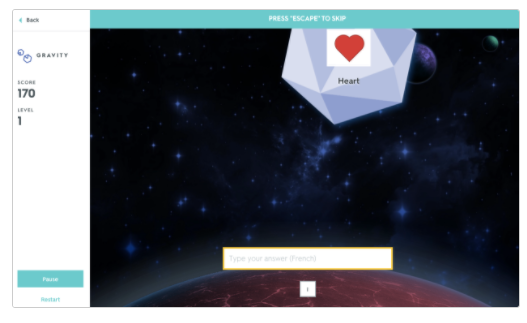 Back
PRESS "ESCAPE" TO SKIP
GRAVITY
SCORE
170
LEVEL
1
Heart
Type your answer (French)
Pause
Restart